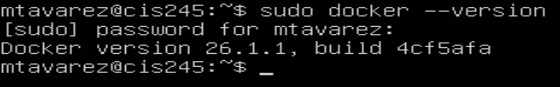 mtavarez@cis245:~$ sudo docker --version
[sudo] password for mtavarez:
Docker version 26.1.1, build 4cf5afa
mtavarez@cis245:~$ _